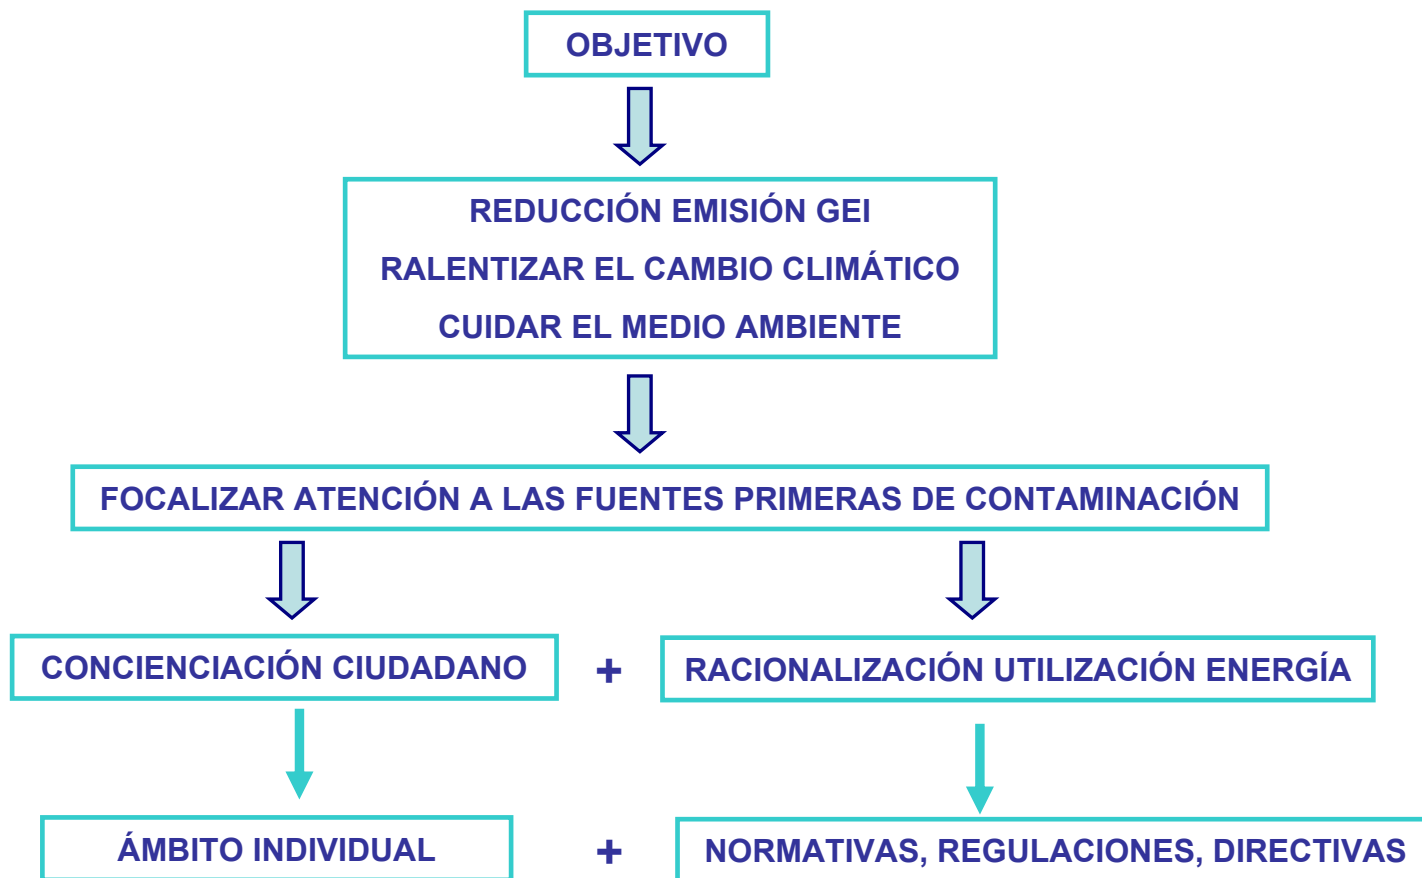 OBJETIVO
REDUCCIÓN EMISIÓN GEI
RALENTIZAR EL CAMBIO CLIMÁTICO
CUIDAR EL MEDIO AMBIENTE
FOCALIZAR ATENCIÓN A LAS FUENTES PRIMERAS DE CONTAMINACIÓN
CONCIENCIACIÓN CIUDADANO + RACIONALIZACIÓN UTILIZACIÓN ENERGÍA
ÁMBITO INDIVIDUAL + NORMATIVAS, REGULACIONES, DIRECTIVAS